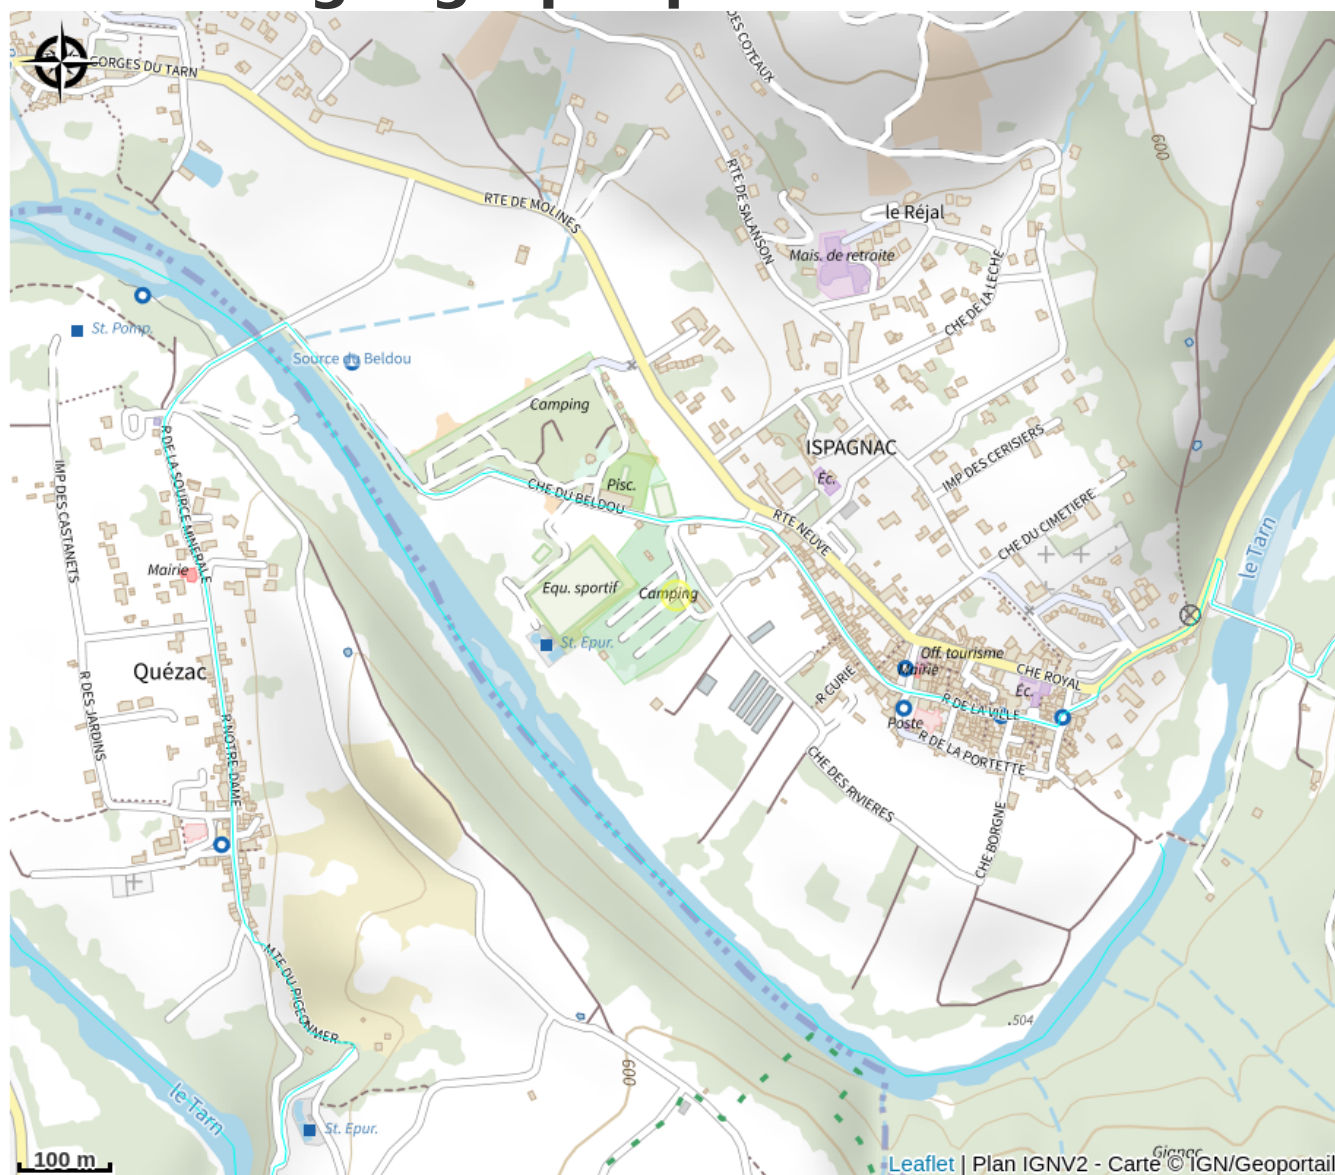 GORGES DU TARN
DES COTEAUX
600
RTE DE MOLINES
RTE DE SALANSON
le Réjal
Mais. de retraite
CHE DE LA LECHE
St. Pomp.
Source du Beldou
Camping
ISPAGNAC
IMP DES CERISIERS
Éc.
Pisc.
CHE DU BELDOU
RTE NEUVE
CHE DU CIMETIERE
le Tarn
R DE LA SOURCE MINERALE
IMP DES CASTANETS
Mairie
Equ. sportif
Camping
St. Epur.
Off. tourisme
Mairie
CHE ROYAL
Quézac
R DES JARDINS
R NOTRE-DAME
R CURIE
Éc.
R DE LA VILLE
Poste
R DE LA PORTETTE
CHE DES RIVIERES
CHE BORGNE
MTE DU PIGEONNIER
.504
600
le Tarn
St. Epur.
100 m
Leaflet | Plan IGNV2 - Carte © IGN/Geoportail